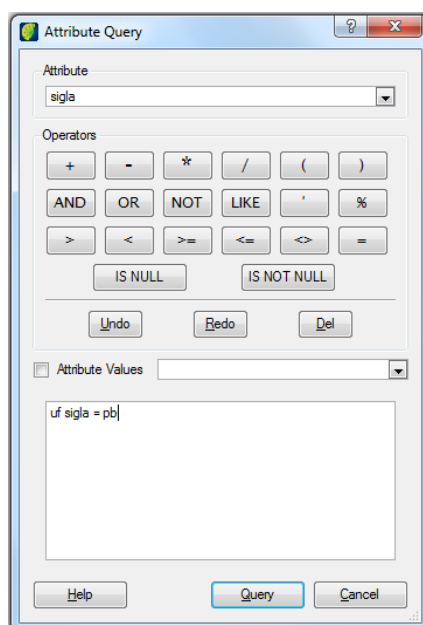 Attribute Query
Attribute
sigla
Operators
+ - * / ( )
AND OR NOT LIKE ' %
> < >= <= <> =
IS NULL IS NOT NULL
Undo Redo Del
Attribute Values
uf sigla = pb
Help Query Cancel